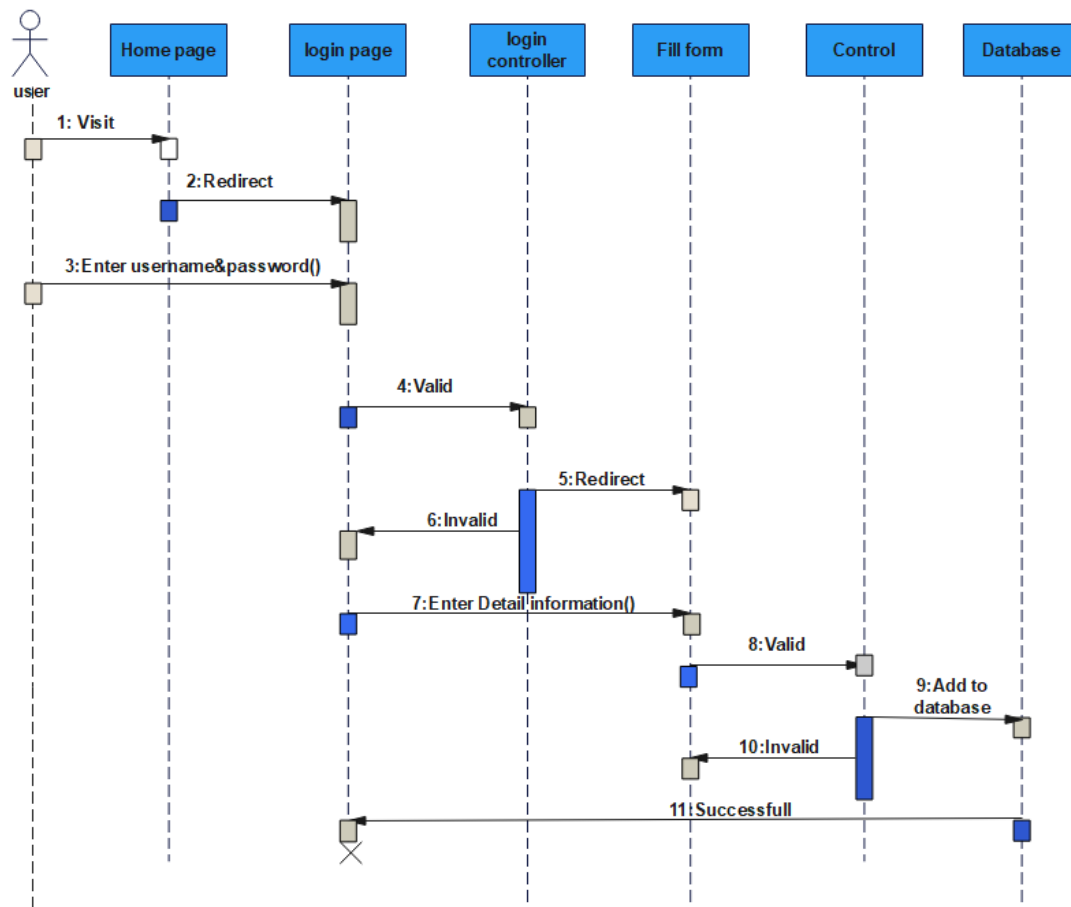 Home page
login page
login
controller
Fill form
Control
Database
user
1: Visit
2:Redirect
3:Enter username&password()
4:Valid
5:Redirect
6:Invalid
7:Enter Detail information()
8:Valid
9:Add to
database
10:Invalid
11:Successfull